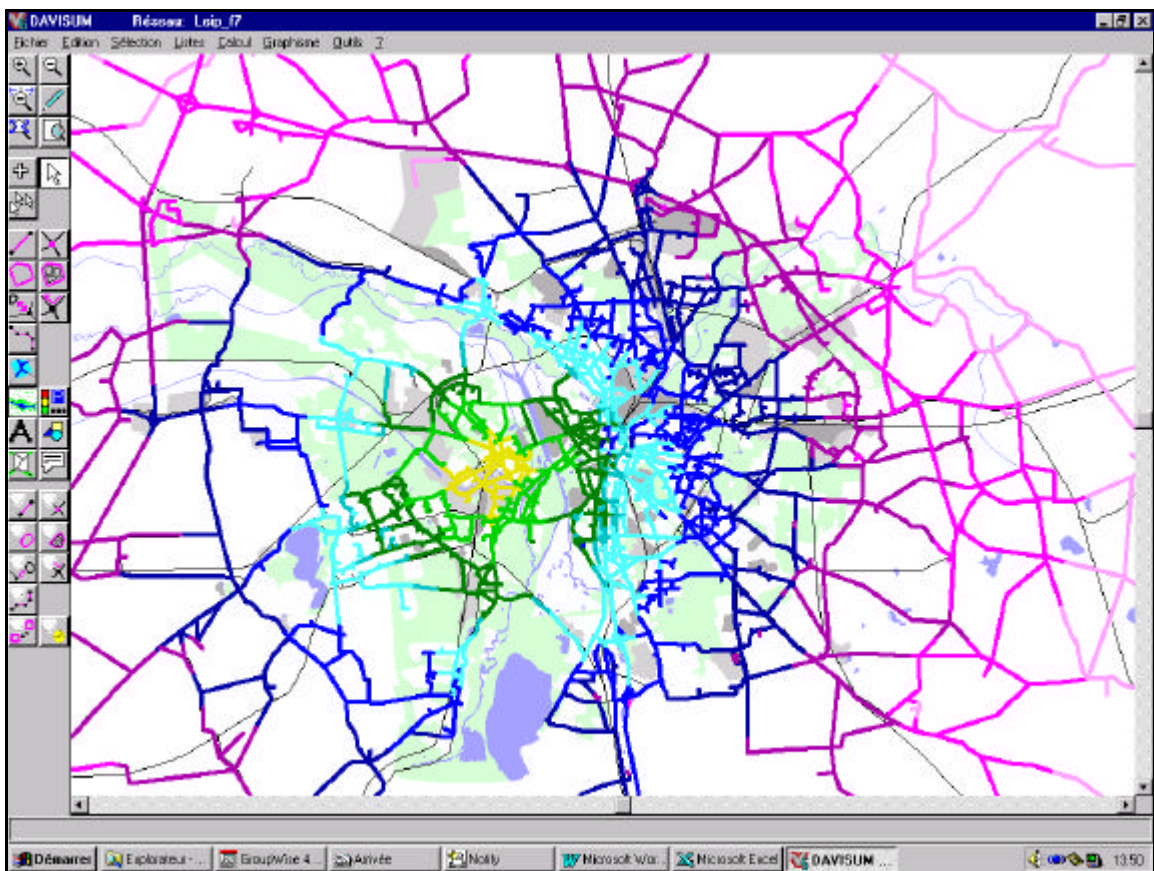 DAVISUM Réseau: Loip_f7
Fichier Edition Sélection Listes Calcul Graphisme Outils ?
A
Démarrer Explorateur - ... GroupWise 4... Arrivée Notify Microsoft Wor... Microsoft Excel DAVISUM ... 13:50